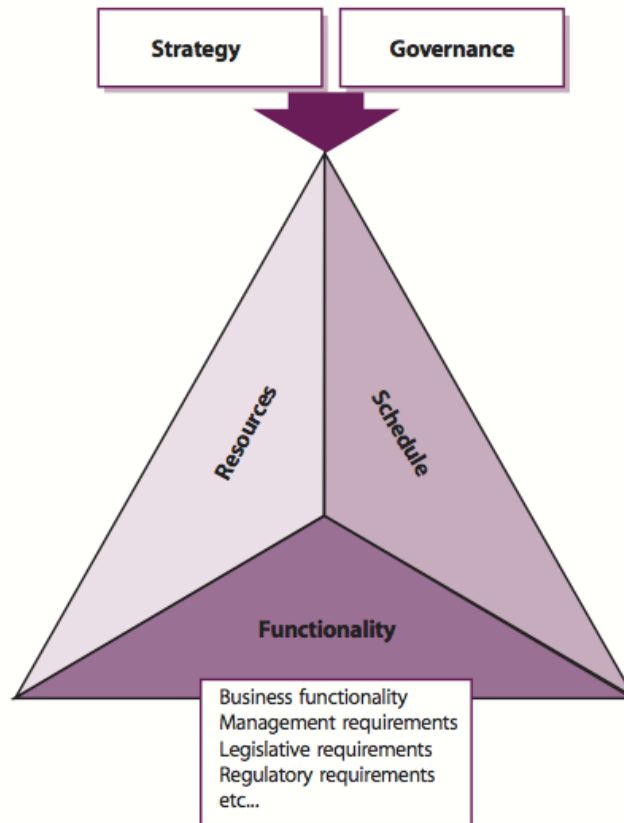 Strategy
Governance
Resources
Schedule
Functionality
Business functionality
Management requirements
Legislative requirements
Regulatory requirements
etc...